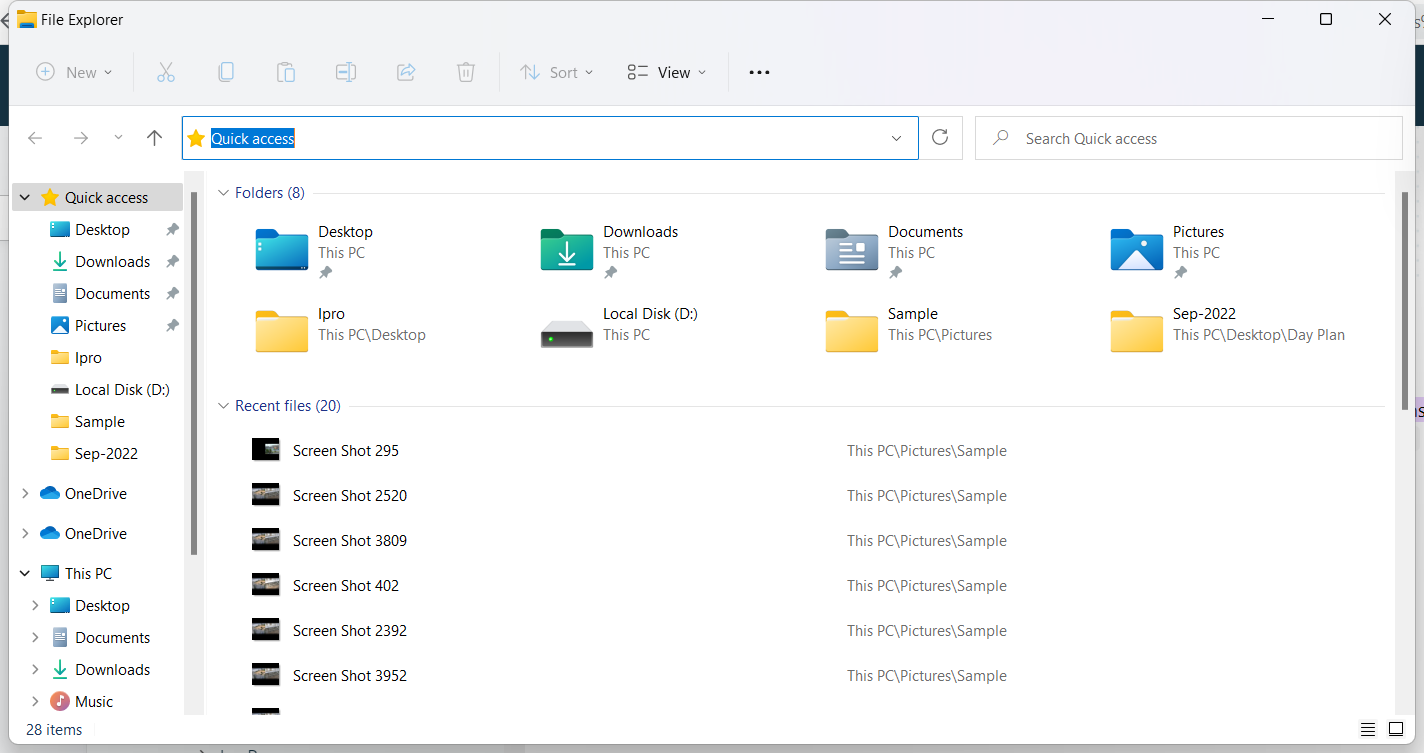 File Explorer
New
Sort
View
Quick access
Search Quick access
Quick access
Desktop
Downloads
Documents
Pictures
Ipro
Local Disk (D:)
Sample
Sep-2022
OneDrive
OneDrive
This PC
Desktop
Documents
Downloads
Music
Folders (8)
Desktop
This PC
Downloads
This PC
Documents
This PC
Pictures
This PC
Ipro
This PC\Desktop
Local Disk (D:)
This PC
Sample
This PC\Pictures
Sep-2022
This PC\Desktop\Day Plan
Recent files (20)
Screen Shot 295 This PC\Pictures\Sample
Screen Shot 2520 This PC\Pictures\Sample
Screen Shot 3809 This PC\Pictures\Sample
Screen Shot 402 This PC\Pictures\Sample
Screen Shot 2392 This PC\Pictures\Sample
Screen Shot 3952 This PC\Pictures\Sample
28 items